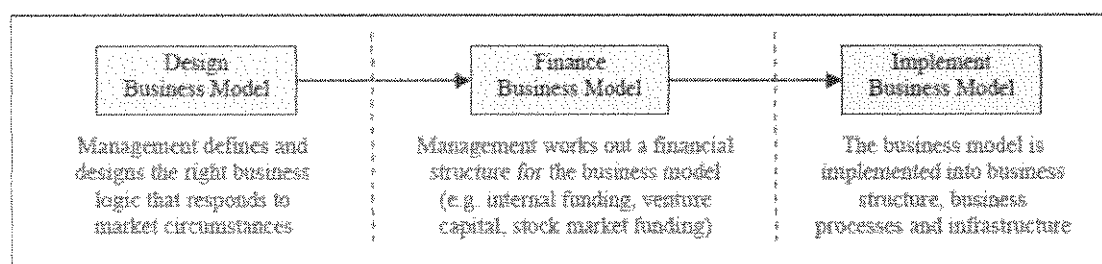 Design
Business Model
Finance
Business Model
Implement
Business Model
Management defines and
designs the right business
logic that responds to
market circumstances
Management works out a financial
structure for the business model
(e.g. internal funding, venture
capital, stock market funding)
The business model is
implemented into business
structure, business
processes and infrastructure